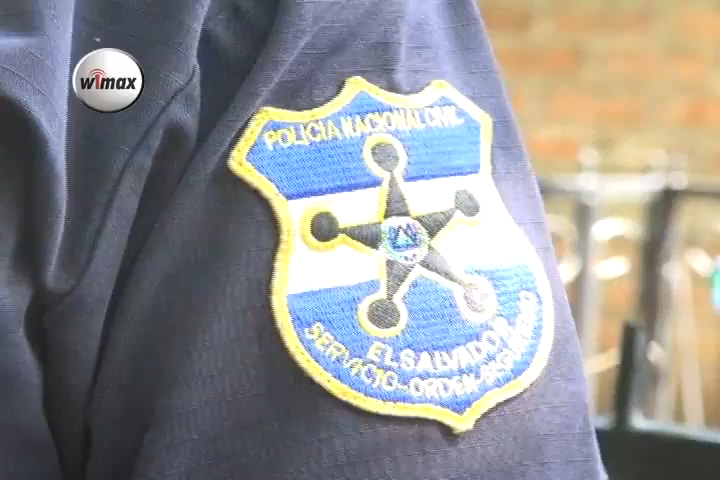 wimax
POLICIA NACIONAL CIVIL
EL SALVADOR
SERVICIO-ORDEN-SEGURIDAD